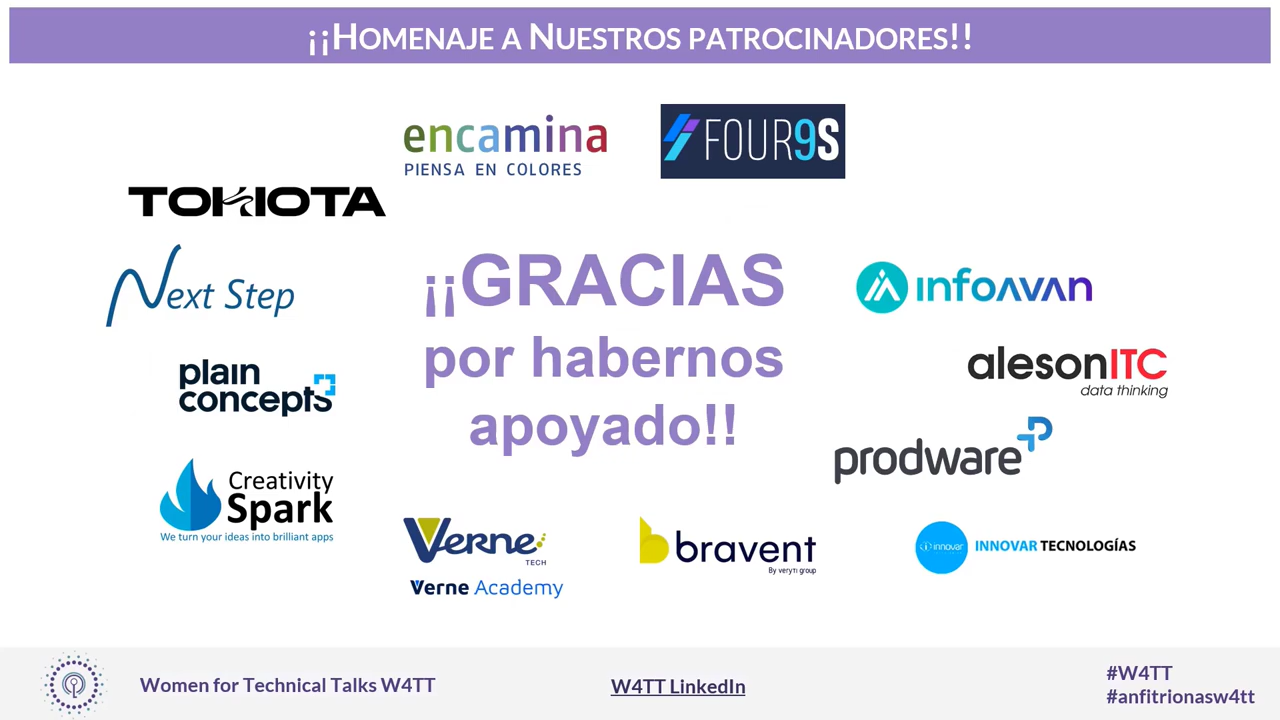 ¡¡HOMENAJE A NUESTROS PATROCINADORES!!
encamina
PIENSA EN COLORES
FOUR9S
TOKIOTA
Next Step
¡¡GRACIAS
por habernos
apoyado!!
infoavan
plain
concepts
alesonITC
data thinking
prodware
Creativity
Spark
We turn your ideas into brilliant apps
Verne
TECH
Verne Academy
bravent
By veryti group
innovar
INNOVAR TECNOLOGÍAS
Women for Technical Talks W4TT
W4TT LinkedIn
#W4TT
#anfitrionasw4tt